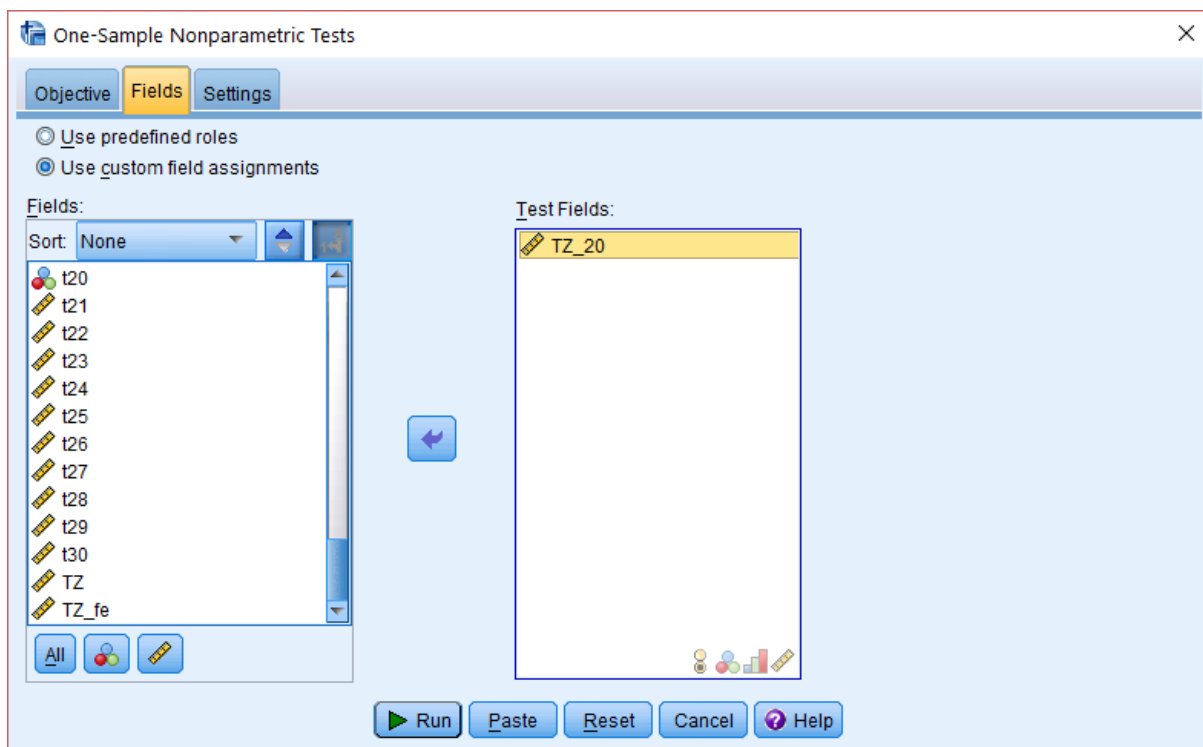 One-Sample Nonparametric Tests
Objective Fields Settings
Use predefined roles
Use custom field assignments
Fields:
Sort: None
t20
t21
t22
t23
t24
t25
t26
t27
t28
t29
t30
TZ
TZ_fe
All
Test Fields:
TZ_20
Run Paste Reset Cancel Help